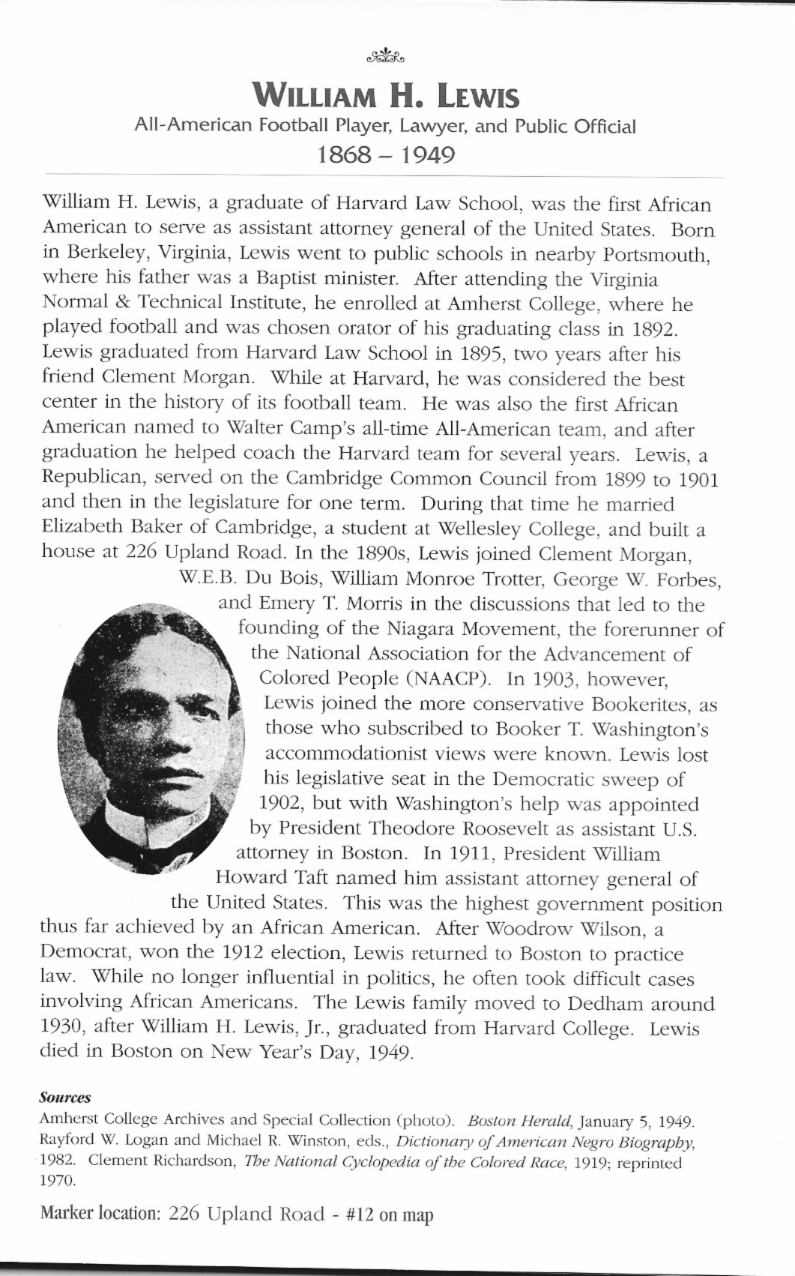 WILLIAM H. LEWIS
All-American Football Player, Lawyer, and Public Official
1868 – 1949
William H. Lewis, a graduate of Harvard Law School, was the first African
American to serve as assistant attorney general of the United States. Born
in Berkeley, Virginia, Lewis went to public schools in nearby Portsmouth,
where his father was a Baptist minister. After attending the Virginia
Normal & Technical Institute, he enrolled at Amherst College, where he
played football and was chosen orator of his graduating class in 1892.
Lewis graduated from Harvard Law School in 1895, two years after his
friend Clement Morgan. While at Harvard, he was considered the best
center in the history of its football team. He was also the first African
American named to Walter Camp's all-time All-American team, and after
graduation he helped coach the Harvard team for several years. Lewis, a
Republican, served on the Cambridge Common Council from 1899 to 1901
and then in the legislature for one term. During that time he married
Elizabeth Baker of Cambridge, a student at Wellesley College, and built a
house at 226 Upland Road. In the 1890s, Lewis joined Clement Morgan,
W.E.B. Du Bois, William Monroe Trotter, George W. Forbes,
and Emery T. Morris in the discussions that led to the
founding of the Niagara Movement, the forerunner of
the National Association for the Advancement of
Colored People (NAACP). In 1903, however,
Lewis joined the more conservative Bookerites, as
those who subscribed to Booker T. Washington's
accommodationist views were known. Lewis lost
his legislative seat in the Democratic sweep of
1902, but with Washington's help was appointed
by President Theodore Roosevelt as assistant U.S.
attorney in Boston. In 1911, President William
Howard Taft named him assistant attorney general of
the United States. This was the highest government position
thus far achieved by an African American. After Woodrow Wilson, a
Democrat, won the 1912 election, Lewis returned to Boston to practice
law. While no longer influential in politics, he often took difficult cases
involving African Americans. The Lewis family moved to Dedham around
1930, after William H. Lewis, Jr., graduated from Harvard College. Lewis
died in Boston on New Year's Day, 1949.
Sources
Amherst College Archives and Special Collection (photo). Boston Herald, January 5, 1949.
Rayford W. Logan and Michael R. Winston, eds., Dictionary of American Negro Biography,
1982. Clement Richardson, The National Cyclopedia of the Colored Race, 1919; reprinted
1970.
Marker location: 226 Upland Road - #12 on map